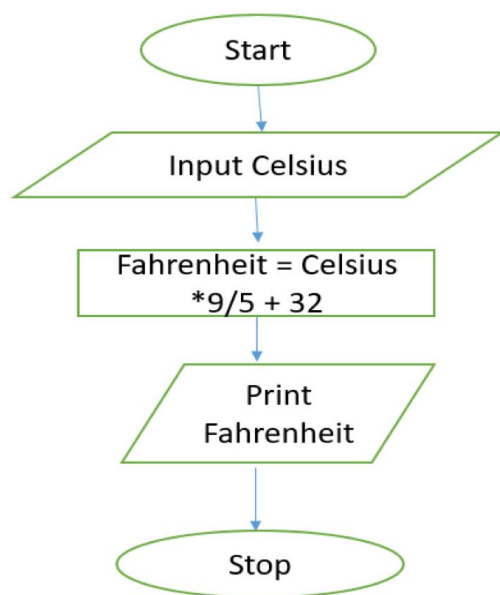 Start
Input Celsius
Fahrenheit = Celsius
*9/5 + 32
Print
Fahrenheit
Stop